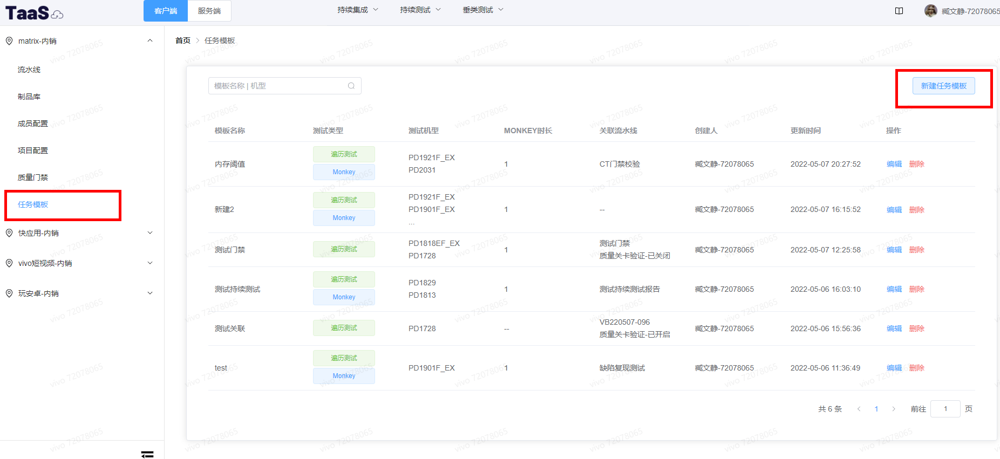 TaaS
客户端
服务端
持续集成
持续测试
垂类测试
臧文静-72078065
matrix-内销
流水线
制品库
成员配置
项目配置
质量门禁
任务模板
快应用-内销
vivo短视频-内销
玩安卓-内销
首页 > 任务模板
模板名称 | 机型
新建任务模板
模板名称 测试类型 测试机型 MONKEY时长 关联流水线 创建人 更新时间 操作
内存阈值 遍历测试 Monkey PD1921F_EX PD2031 1 CT门禁校验 臧文静-72078065 2022-05-07 20:27:52 编辑 删除
新建2 遍历测试 Monkey PD1921F_EX PD1901F_EX ... 1 -- 臧文静-72078065 2022-05-07 16:15:52 编辑 删除
测试门禁 遍历测试 PD1818EF_EX PD1728 1 测试门禁 质量关卡验证-已关闭 臧文静-72078065 2022-05-07 12:25:58 编辑 删除
测试持续测试 遍历测试 Monkey PD1829 PD1813 1 测试持续测试报告 臧文静-72078065 2022-05-06 16:03:10 编辑 删除
测试关联 遍历测试 PD1728 -- VB220507-096 质量关卡验证-已开启 臧文静-72078065 2022-05-06 15:56:36 编辑 删除
test 遍历测试 Monkey PD1901F_EX 1 缺陷复现测试 臧文静-72078065 2022-05-06 11:36:49 编辑 删除
共 6 条 < 1 > 前往 1 页
vivo 72078065